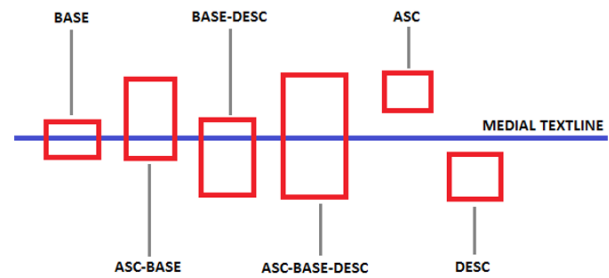 BASE BASE-DESC ASC
MEDIAL TEXTLINE
ASC-BASE ASC-BASE-DESC DESC